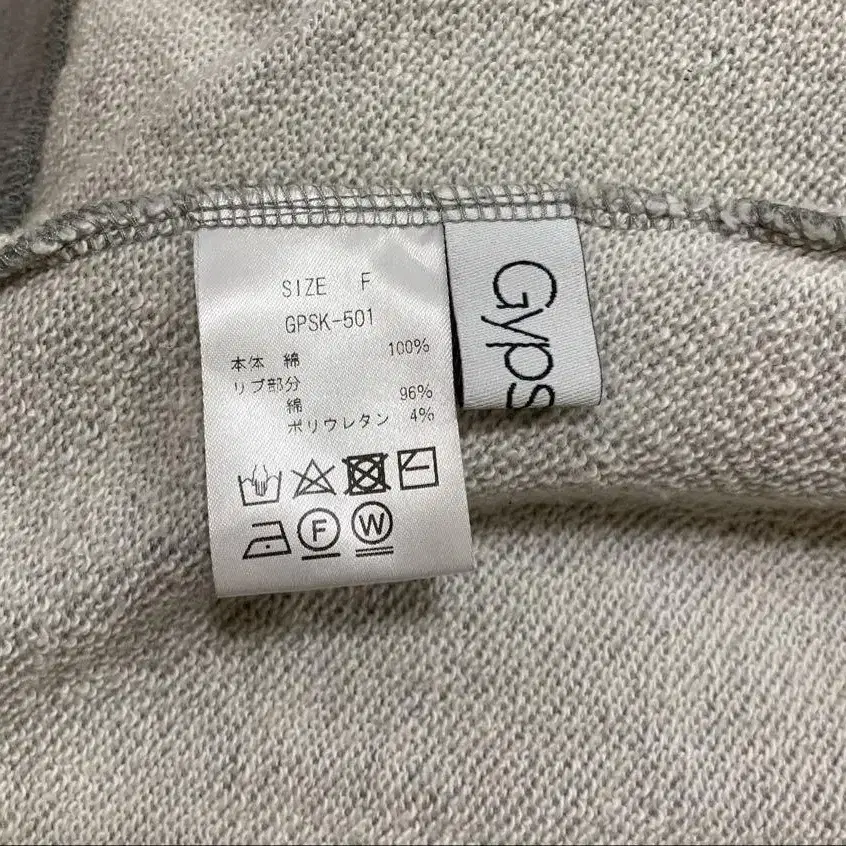 SIZE F
GPSK-501
本体 綿 100%
リブ部分
綿 96%
ポリウレタン 4%
F
W
Gyps